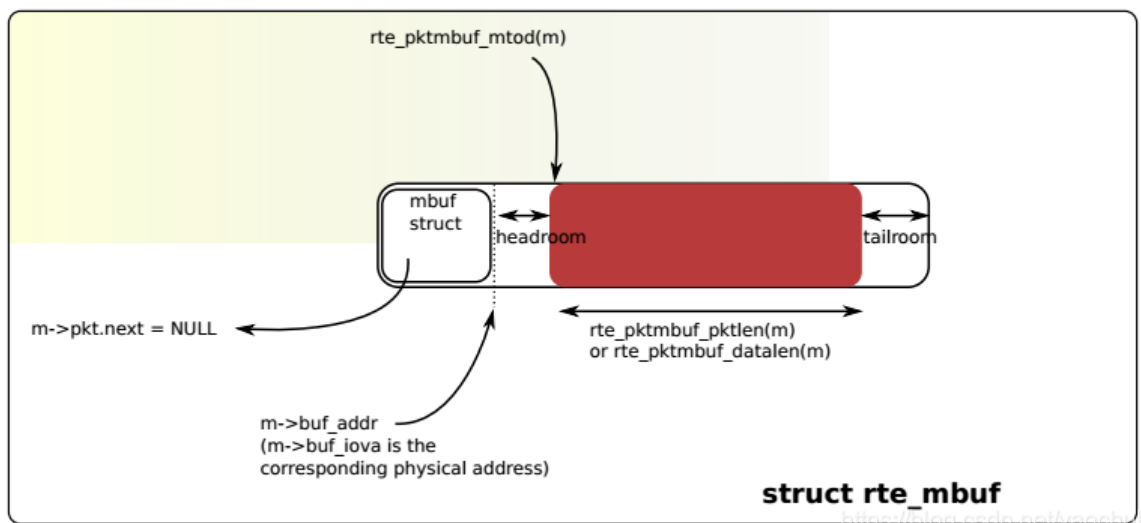 rte_pktmbuf_mtod(m)
mbuf
struct
headroom
tailroom
m->pkt.next = NULL
rte_pktmbuf_pktlen(m)
or rte_pktmbuf_datalen(m)
m->buf_addr
(m->buf_iova is the
corresponding physical address)
struct rte_mbuf